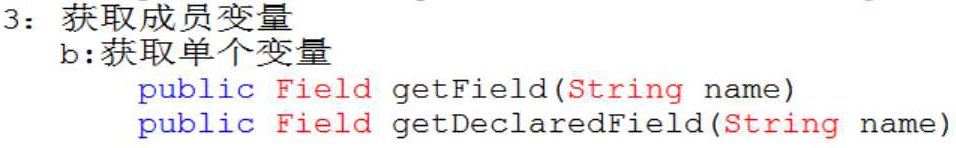 3: 获取成员变量
b:获取单个变量
public Field getField(String name)
public Field getDeclaredField(String name)